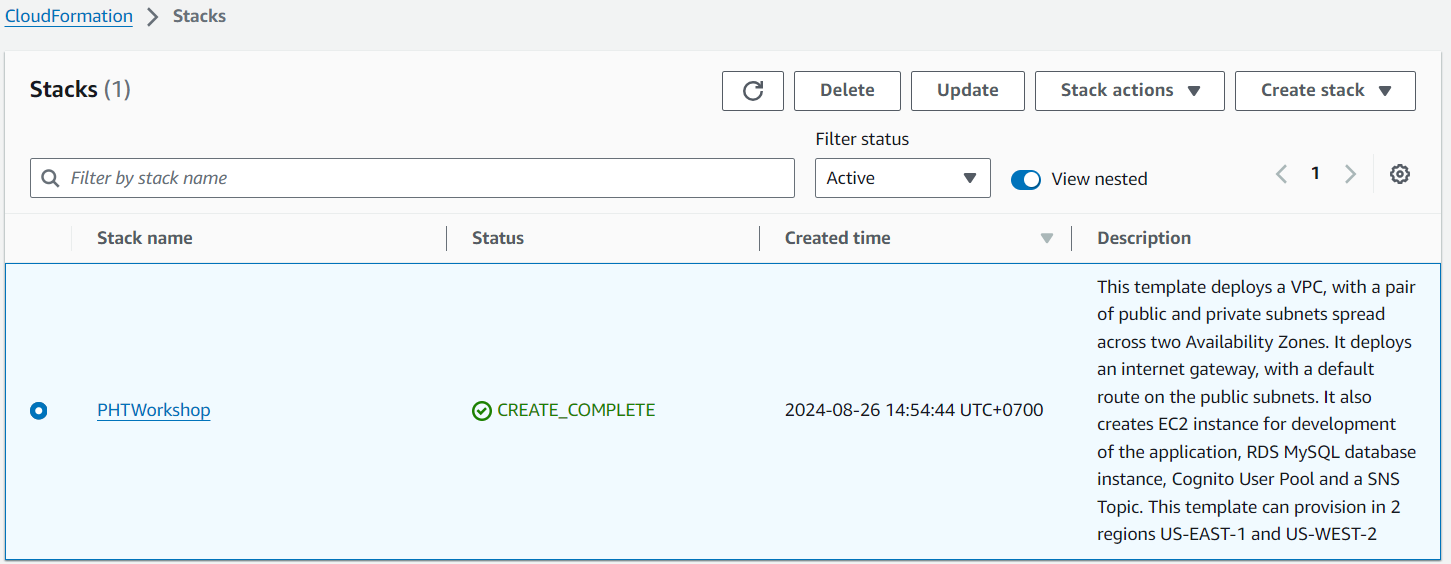 CloudFormation > Stacks
Stacks (1)
Delete
Update
Stack actions
Create stack
Filter status
Filter by stack name
Active
View nested
1
Stack name
Status
Created time
Description
PHTWorkshop
CREATE_COMPLETE
2024-08-26 14:54:44 UTC+0700
This template deploys a VPC, with a pair
of public and private subnets spread
across two Availability Zones. It deploys
an internet gateway, with a default
route on the public subnets. It also
creates EC2 instance for development
of the application, RDS MySQL database
instance, Cognito User Pool and a SNS
Topic. This template can provision in 2
regions US-EAST-1 and US-WEST-2